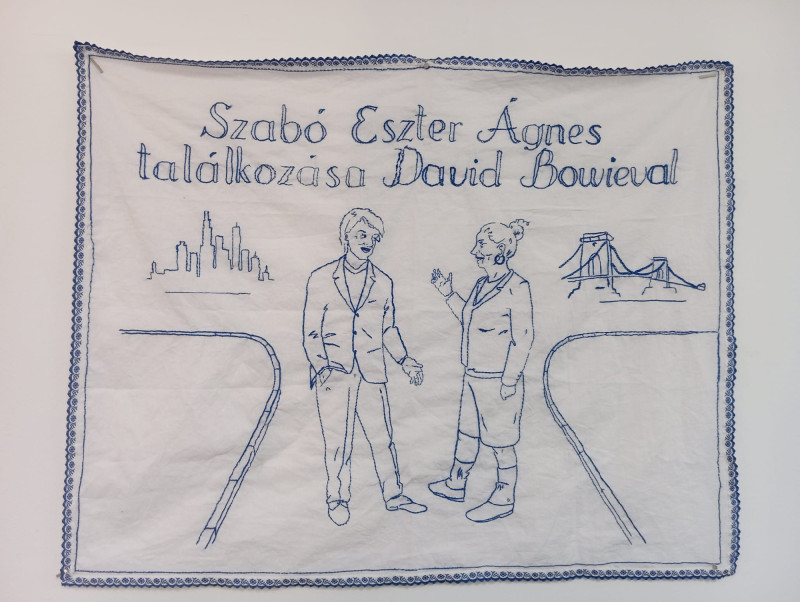 Szabó Eszter Ágnes
találkozása David Bowieval